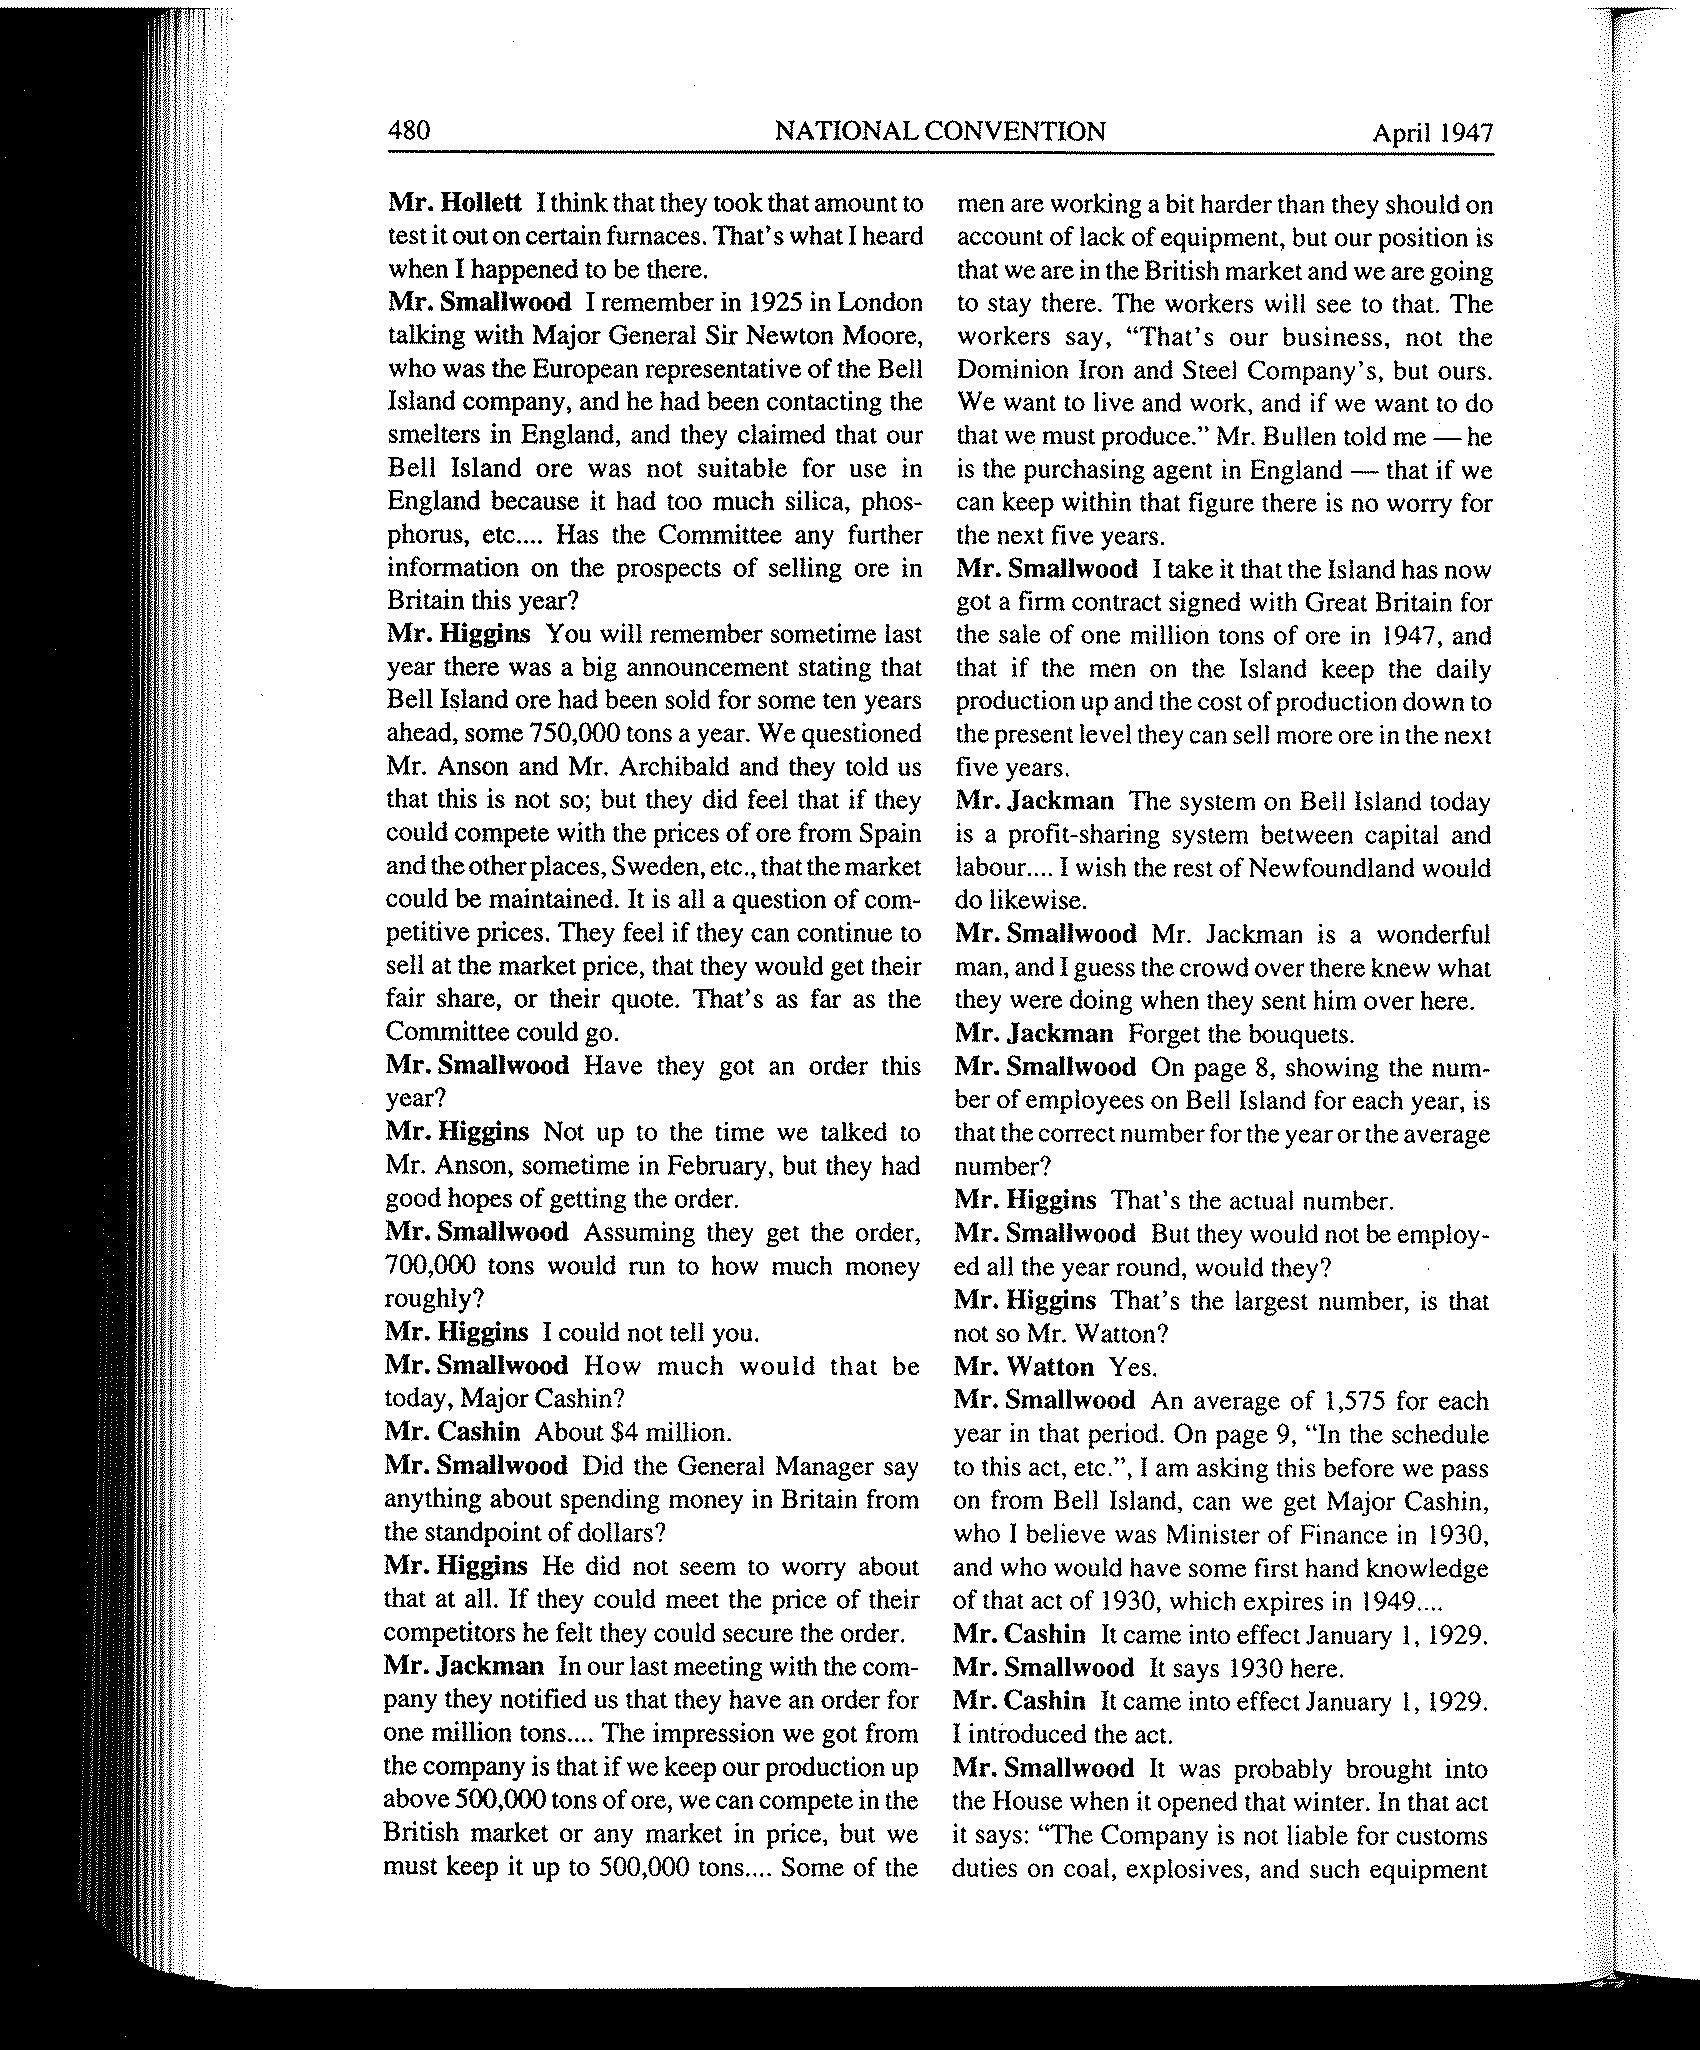 480 NATIONAL CONVENTION April 1947
Mr. Hollett I think that they took that amount to
test it out on certain furnaces. That's what I heard
when I happened to be there.
Mr. Smallwood I remember in 1925 in London
talking with Major General Sir Newton Moore,
who was the European representative of the Bell
Island company, and he had been contacting the
smelters in England, and they claimed that our
Bell Island ore was not suitable for use in
England because it had too much silica, phos-
phorus, etc.... Has the Committee any further
information on the prospects of selling ore in
Britain this year?
Mr. Higgins You will remember sometime last
year there was a big announcement stating that
Bell Island ore had been sold for some ten years
ahead, some 750,000 tons a year. We questioned
Mr. Anson and Mr. Archibald and they told us
that this is not so; but they did feel that if they
could compete with the prices of ore from Spain
and the other places, Sweden, etc., that the market
could be maintained. It is all a question of com-
petitive prices. They feel if they can continue to
sell at the market price, that they would get their
fair share, or their quote. That's as far as the
Committee could go.
Mr. Smallwood Have they got an order this
year?
Mr. Higgins Not up to the time we talked to
Mr. Anson, sometime in February, but they had
good hopes of getting the order.
Mr. Smallwood Assuming they get the order,
700,000 tons would run to how much money
roughly?
Mr. Higgins I could not tell you.
Mr. Smallwood How much would that be
today, Major Cashin?
Mr. Cashin About $4 million.
Mr. Smallwood Did the General Manager say
anything about spending money in Britain from
the standpoint of dollars?
Mr. Higgins He did not seem to worry about
that at all. If they could meet the price of their
competitors he felt they could secure the order.
Mr. Jackman In our last meeting with the com-
pany they notified us that they have an order for
one million tons.... The impression we got from
the company is that if we keep our production up
above 500,000 tons of ore, we can compete in the
British market or any market in price, but we
must keep it up to 500,000 tons.... Some of the
men are working a bit harder than they should on
account of lack of equipment, but our position is
that we are in the British market and we are going
to stay there. The workers will see to that. The
workers say, "That's our business, not the
Dominion Iron and Steel Company's, but ours.
We want to live and work, and if we want to do
that we must produce." Mr. Bullen told me — he
is the purchasing agent in England — that if we
can keep within that figure there is no worry for
the next five years.
Mr. Smallwood I take it that the Island has now
got a firm contract signed with Great Britain for
the sale of one million tons of ore in 1947, and
that if the men on the Island keep the daily
production up and the cost of production down to
the present level they can sell more ore in the next
five years.
Mr. Jackman The system on Bell Island today
is a profit-sharing system between capital and
labour.... I wish the rest of Newfoundland would
do likewise.
Mr. Smallwood Mr. Jackman is a wonderful
man, and I guess the crowd over there knew what
they were doing when they sent him over here.
Mr. Jackman Forget the bouquets.
Mr. Smallwood On page 8, showing the num-
ber of employees on Bell Island for each year, is
that the correct number for the year or the average
number?
Mr. Higgins That's the actual number.
Mr. Smallwood But they would not be employ-
ed all the year round, would they?
Mr. Higgins That's the largest number, is that
not so Mr. Watton?
Mr. Watton Yes.
Mr. Smallwood An average of 1,575 for each
year in that period. On page 9, "In the schedule
to this act, etc.", I am asking this before we pass
on from Bell Island, can we get Major Cashin,
who I believe was Minister of Finance in 1930,
and who would have some first hand knowledge
of that act of 1930, which expires in 1949....
Mr. Cashin It came into effect January 1, 1929.
Mr. Smallwood It says 1930 here.
Mr. Cashin It came into effect January 1, 1929.
I introduced the act.
Mr. Smallwood It was probably brought into
the House when it opened that winter. In that act
it says: "The Company is not liable for customs
duties on coal, explosives, and such equipment